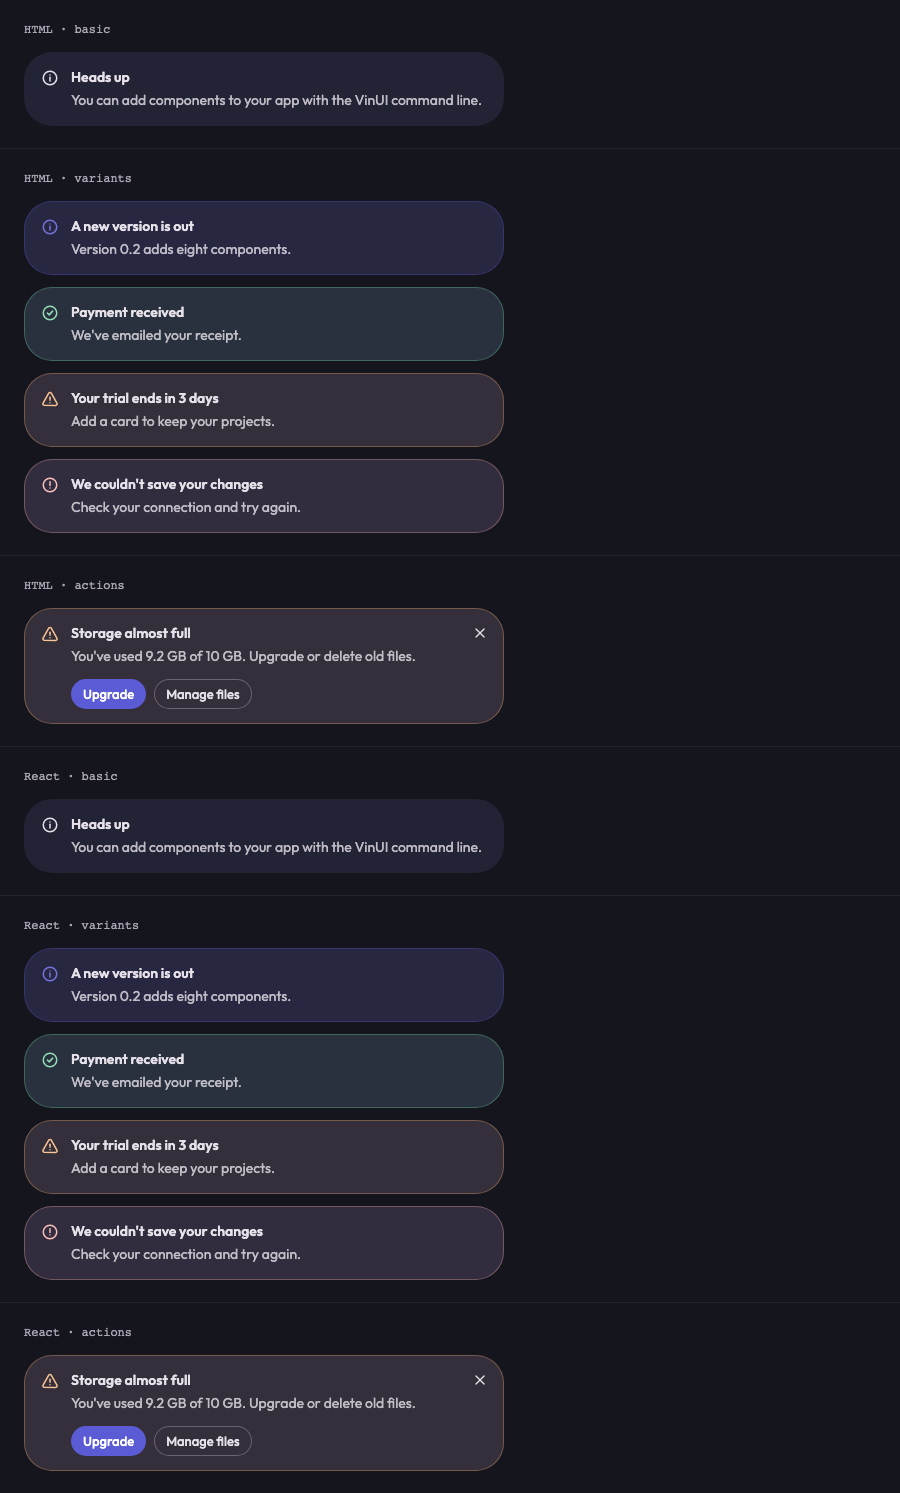 HTML · basic
Heads up
You can add components to your app with the VinUI command line.
HTML · variants
A new version is out
Version 0.2 adds eight components.
Payment received
We've emailed your receipt.
Your trial ends in 3 days
Add a card to keep your projects.
We couldn't save your changes
Check your connection and try again.
HTML · actions
Storage almost full
You've used 9.2 GB of 10 GB. Upgrade or delete old files.
Upgrade Manage files
React · basic
Heads up
You can add components to your app with the VinUI command line.
React · variants
A new version is out
Version 0.2 adds eight components.
Payment received
We've emailed your receipt.
Your trial ends in 3 days
Add a card to keep your projects.
We couldn't save your changes
Check your connection and try again.
React · actions
Storage almost full
You've used 9.2 GB of 10 GB. Upgrade or delete old files.
Upgrade Manage files